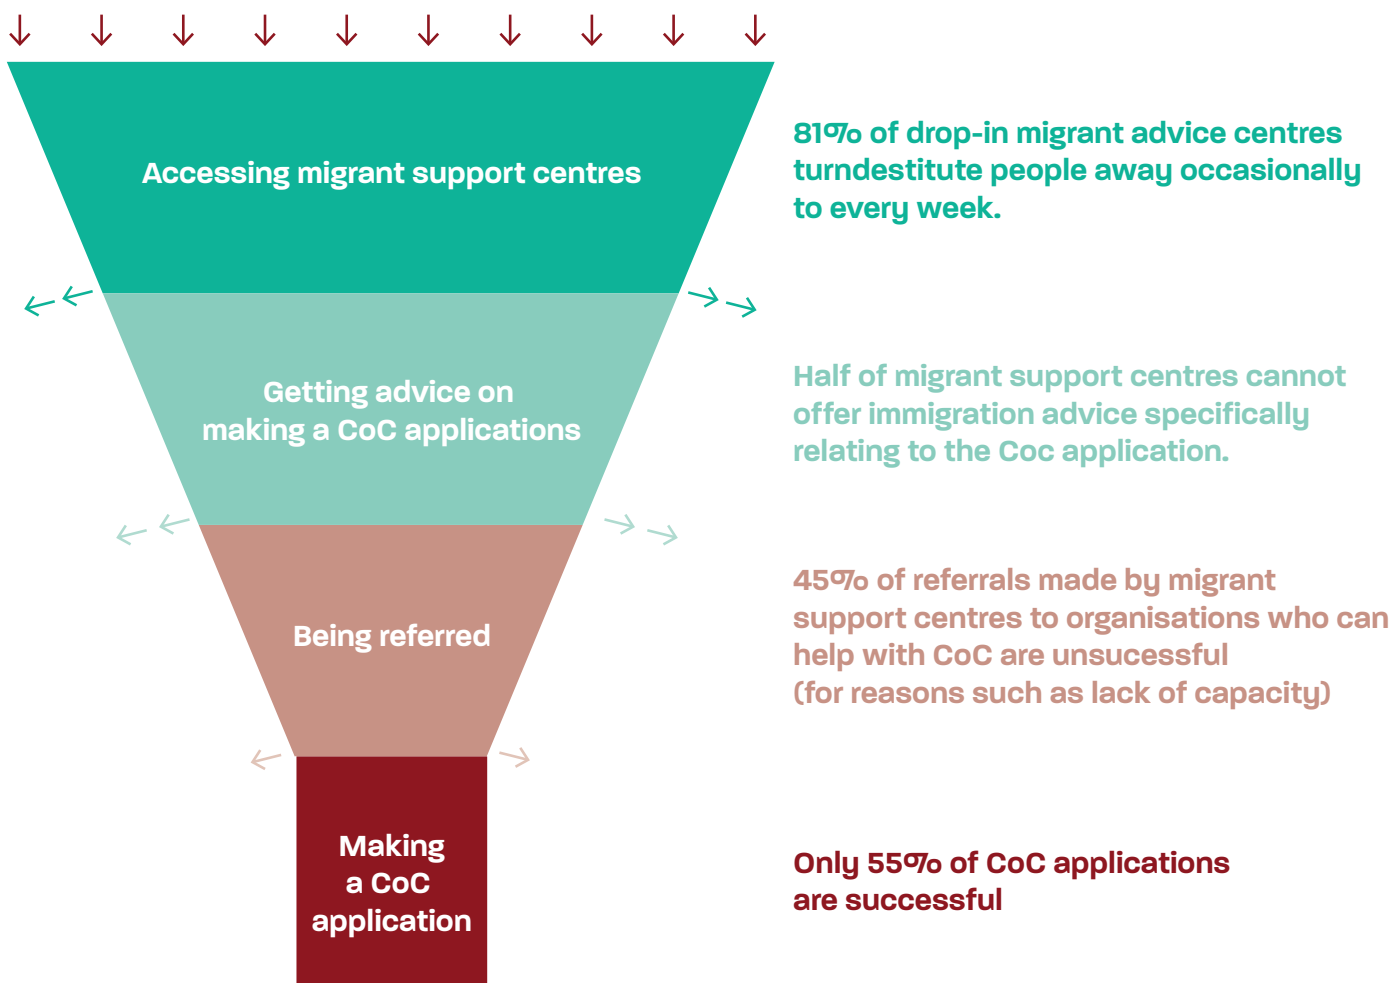 Accessing migrant support centres
81% of drop-in migrant advice centres
turndestitute people away occasionally
to every week.
Getting advice on
making a CoC applications
Half of migrant support centres cannot
offer immigration advice specifically
relating to the Coc application.
Being referred
45% of referrals made by migrant
support centres to organisations who can
help with CoC are unsucessful
(for reasons such as lack of capacity)
Making
a CoC
application
Only 55% of CoC applications
are successful